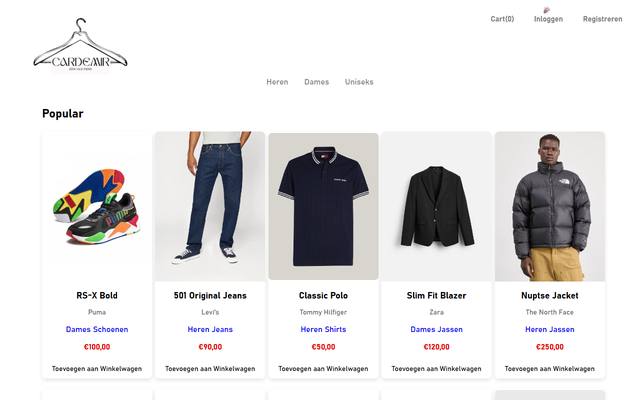 Cart(0) Inloggen Registreren
CARDEMIR
Heren Dames Uniseks
Popular
RS-X Bold
Puma
Dames Schoenen
€100,00
Toevoegen aan Winkelwagen
501 Original Jeans
Levi's
Heren Jeans
€90,00
Toevoegen aan Winkelwagen
Classic Polo
Tommy Hilfiger
Heren Shirts
€50,00
Toevoegen aan Winkelwagen
Slim Fit Blazer
Zara
Dames Jassen
€120,00
Toevoegen aan Winkelwagen
Nuptse Jacket
The North Face
Heren Jassen
€250,00
Toevoegen aan Winkelwagen